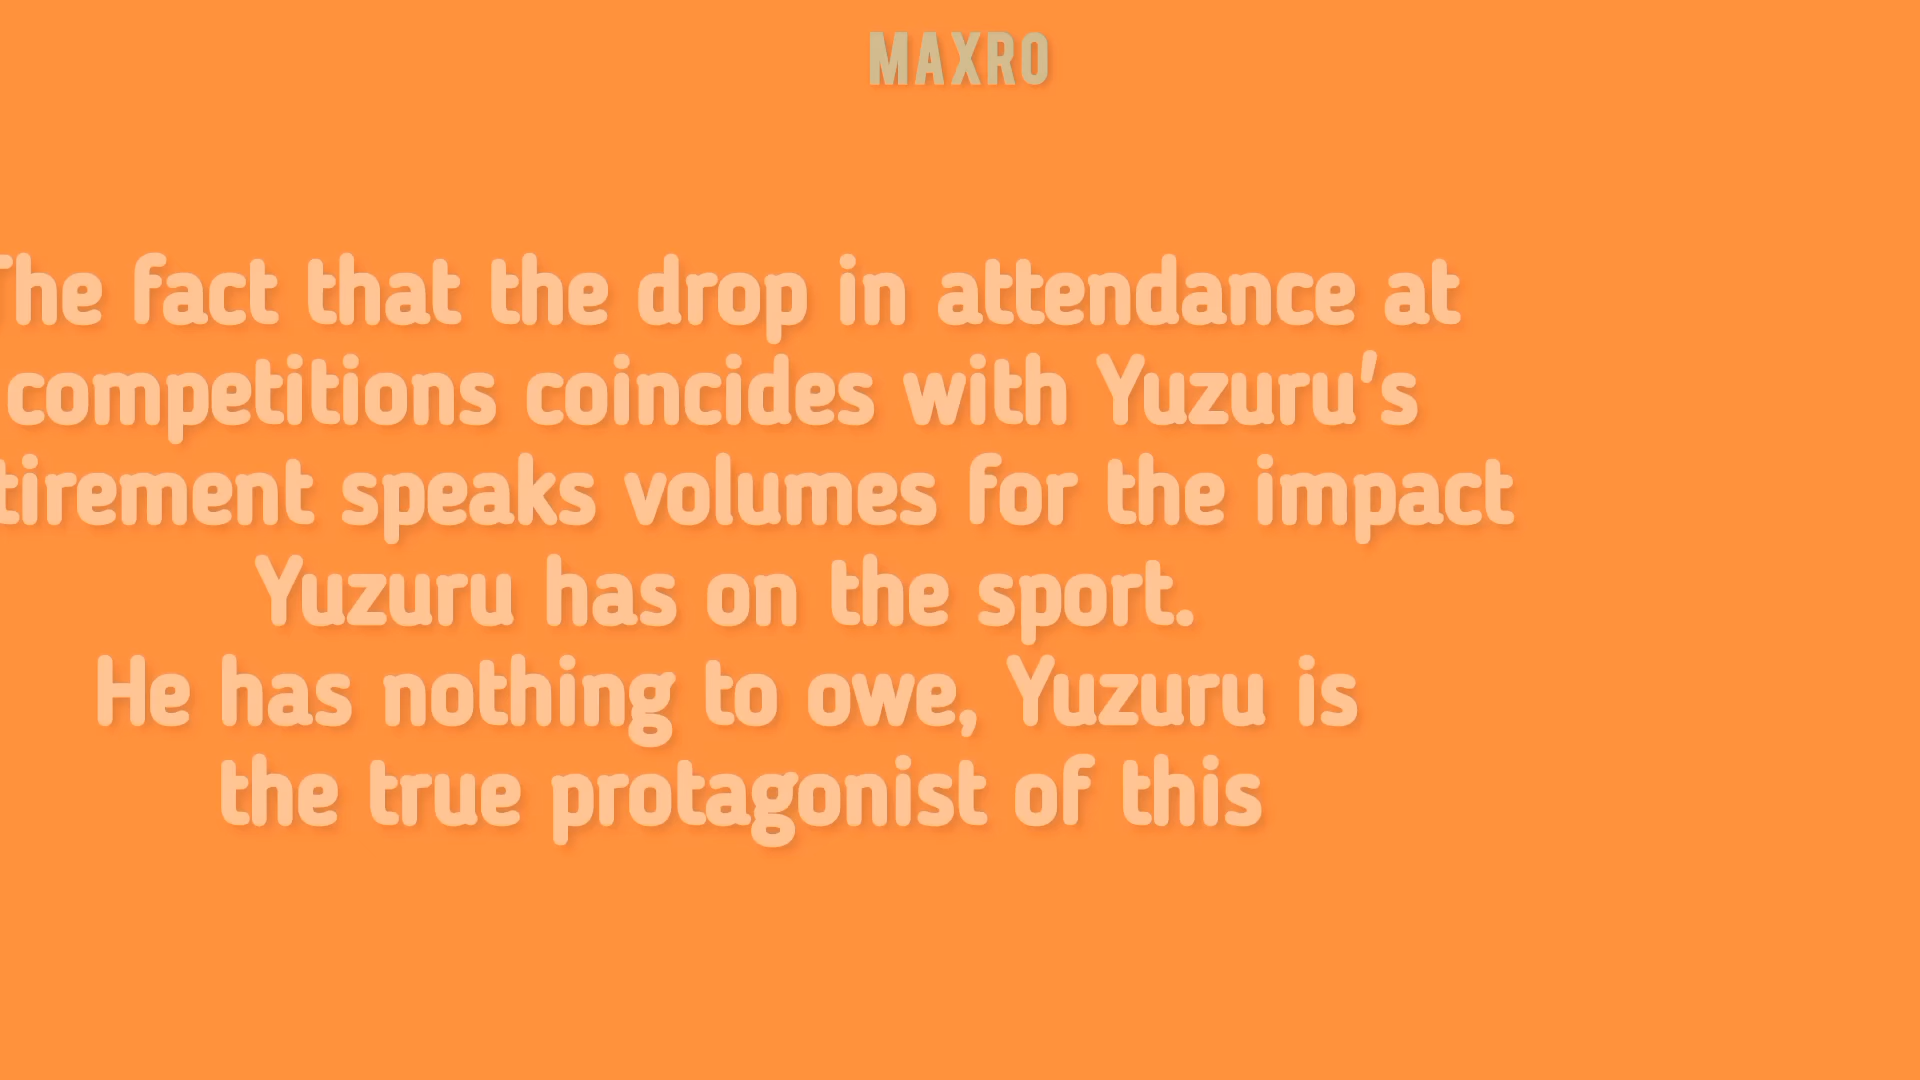 MAXRO
The fact that the drop in attendance at
competitions coincides with Yuzuru's
tirement speaks volumes for the impact
Yuzuru has on the sport.
He has nothing to owe, Yuzuru is
the true protagonist of this